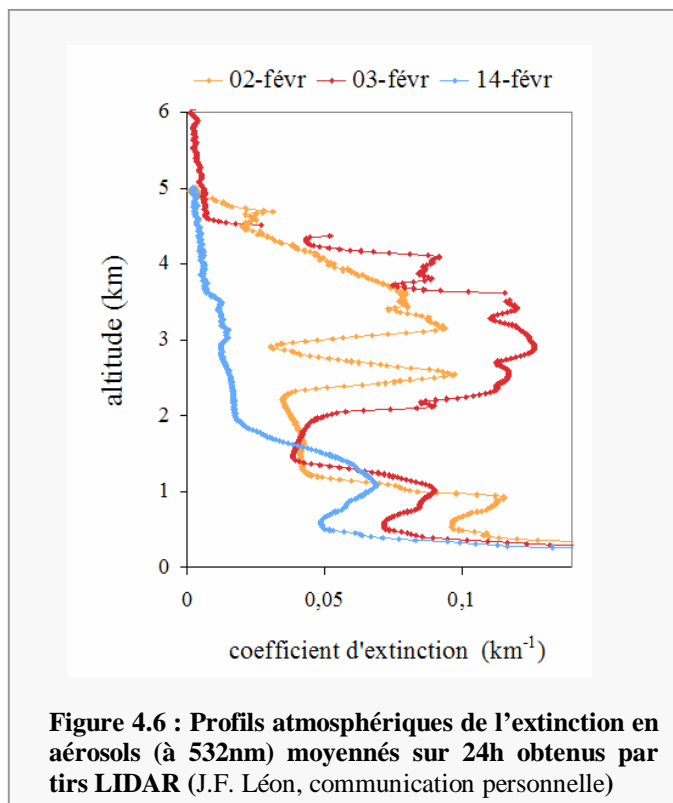 02-févr 03-févr 14-févr
6
5
4
3
2
1
0
altitude (km)
0 0,05 0,1
coefficient d'extinction (km⁻¹)
Figure 4.6 : Profils atmosphériques de l’extinction en
aérosols (à 532nm) moyennés sur 24h obtenus par
tirs LIDAR (J.F. Léon, communication personnelle)